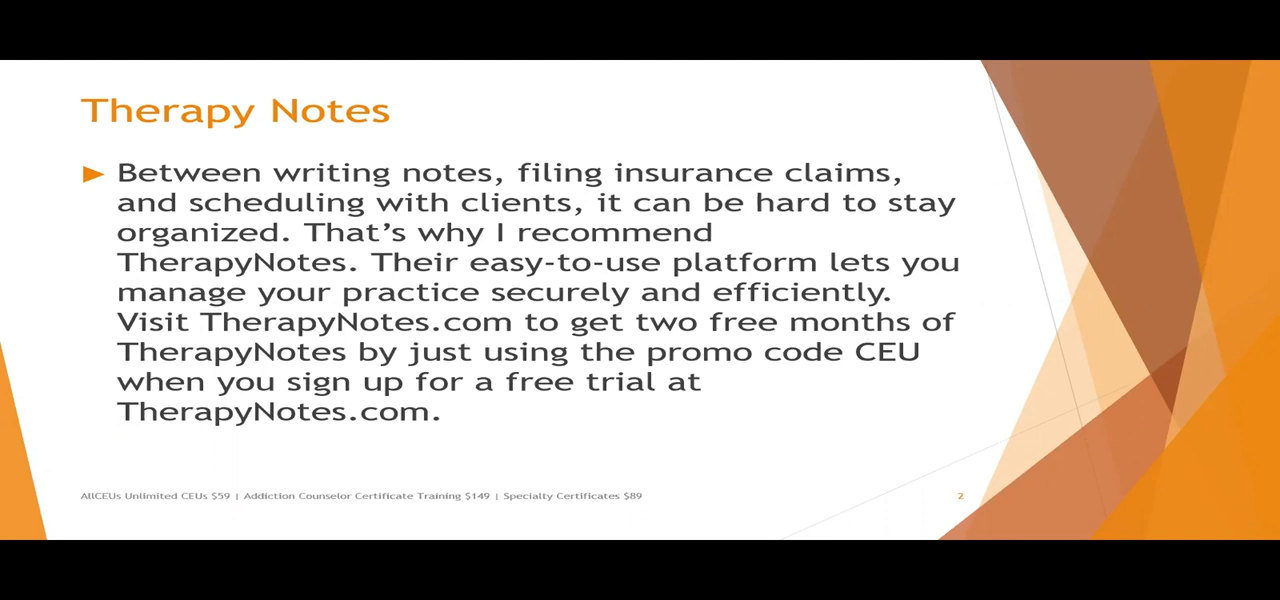 Therapy Notes
Between writing notes, filing insurance claims,
and scheduling with clients, it can be hard to stay
organized. That’s why I recommend
TherapyNotes. Their easy-to-use platform lets you
manage your practice securely and efficiently.
Visit TherapyNotes.com to get two free months of
TherapyNotes by just using the promo code CEU
when you sign up for a free trial at
TherapyNotes.com.
AllCEUs Unlimited CEUs $59 | Addiction Counselor Certificate Training $149 | Specialty Certificates $89
2